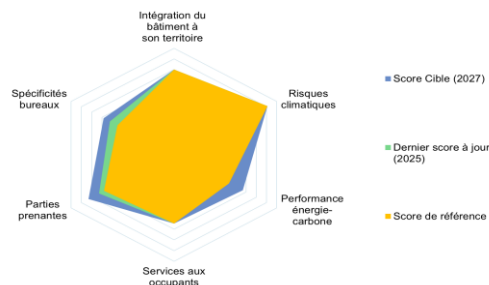 Intégration du
bâtiment à
son territoire
Spécificités
bureaux
Risques
climatiques
Score Cible (2027)
Dernier score à jour
(2025)
Parties
prenantes
Performance
énergie-
carbone
Score de référence
Services aux
occupants